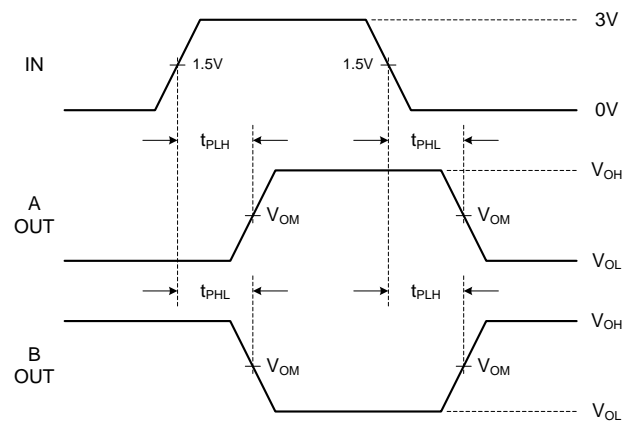 3V
IN
1.5V
1.5V
0V
tPLH
tPHL
VOH
A
OUT
VOM
VOM
VOL
tPHL
tPLH
VOH
B
OUT
VOM
VOM
VOL